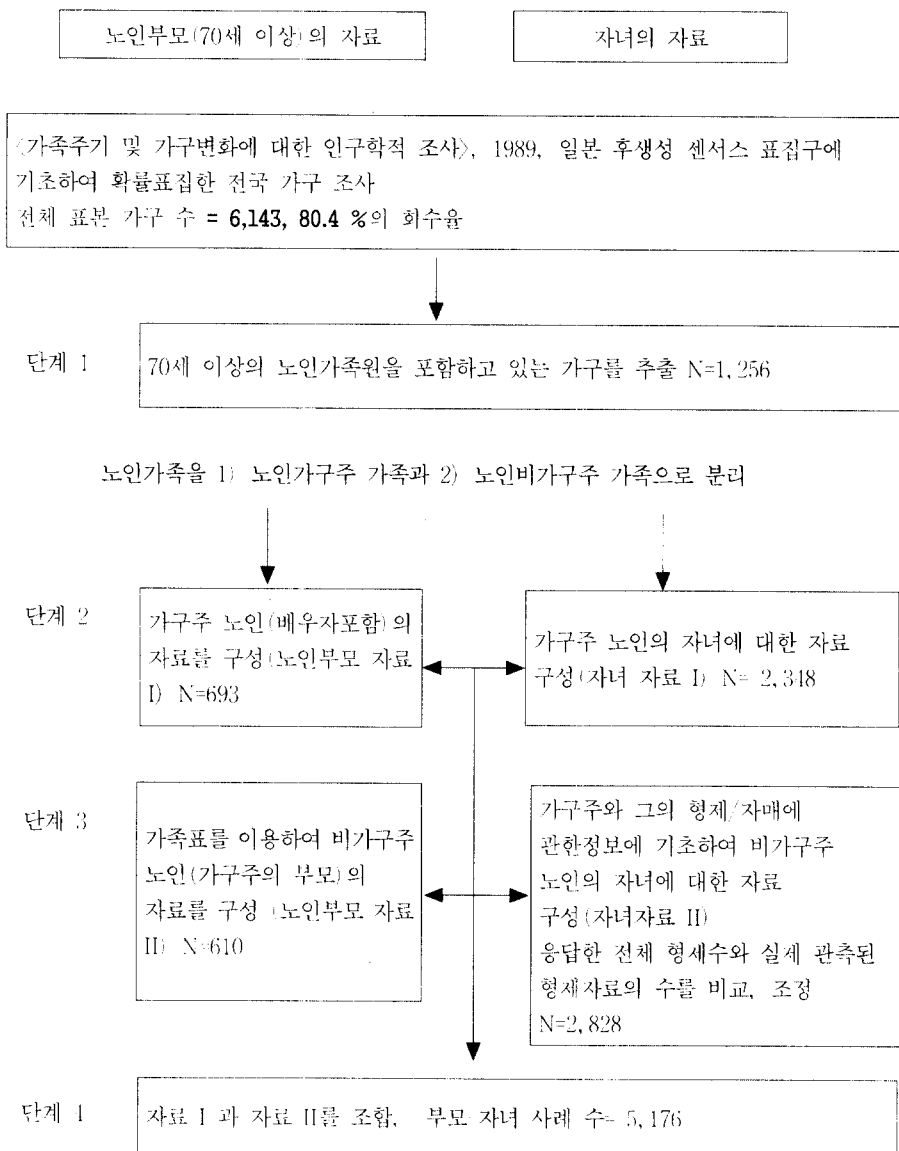 노인부모(70세 이상)의 자료
자녀의 자료
〈가족주기 및 가구변화에 대한 인구학적 조사〉, 1989, 일본 후생성 센서스 표집구에
기초하여 확률표집한 전국 가구 조사
전체 표본 가구 수 = 6,143, 80.4 %의 회수율
단계 1
70세 이상의 노인가족원을 포함하고 있는 가구를 추출 N=1,256
노인가족을 1) 노인가구주 가족과 2) 노인비가구주 가족으로 분리
단계 2
가구주 노인(배우자포함)의
자료를 구성(노인부모 자료
I) N=693
가구주 노인의 자녀에 대한 자료
구성(자녀 자료 I) N= 2,348
단계 3
가족표를 이용하여 비가구주
노인(가구주의 부모)의
자료를 구성 (노인부모 자료
II) N=610
가구주와 그의 형제/자매에
관한정보에 기초하여 비가구주
노인의 자녀에 대한 자료
구성(자녀자료 II)
응답한 전체 형제수와 실제 관측된
형제자료의 수를 비교, 조정
N=2,828
단계 4
자료 I 과 자료 II를 조합, 부모 자녀 사례 수= 5,176